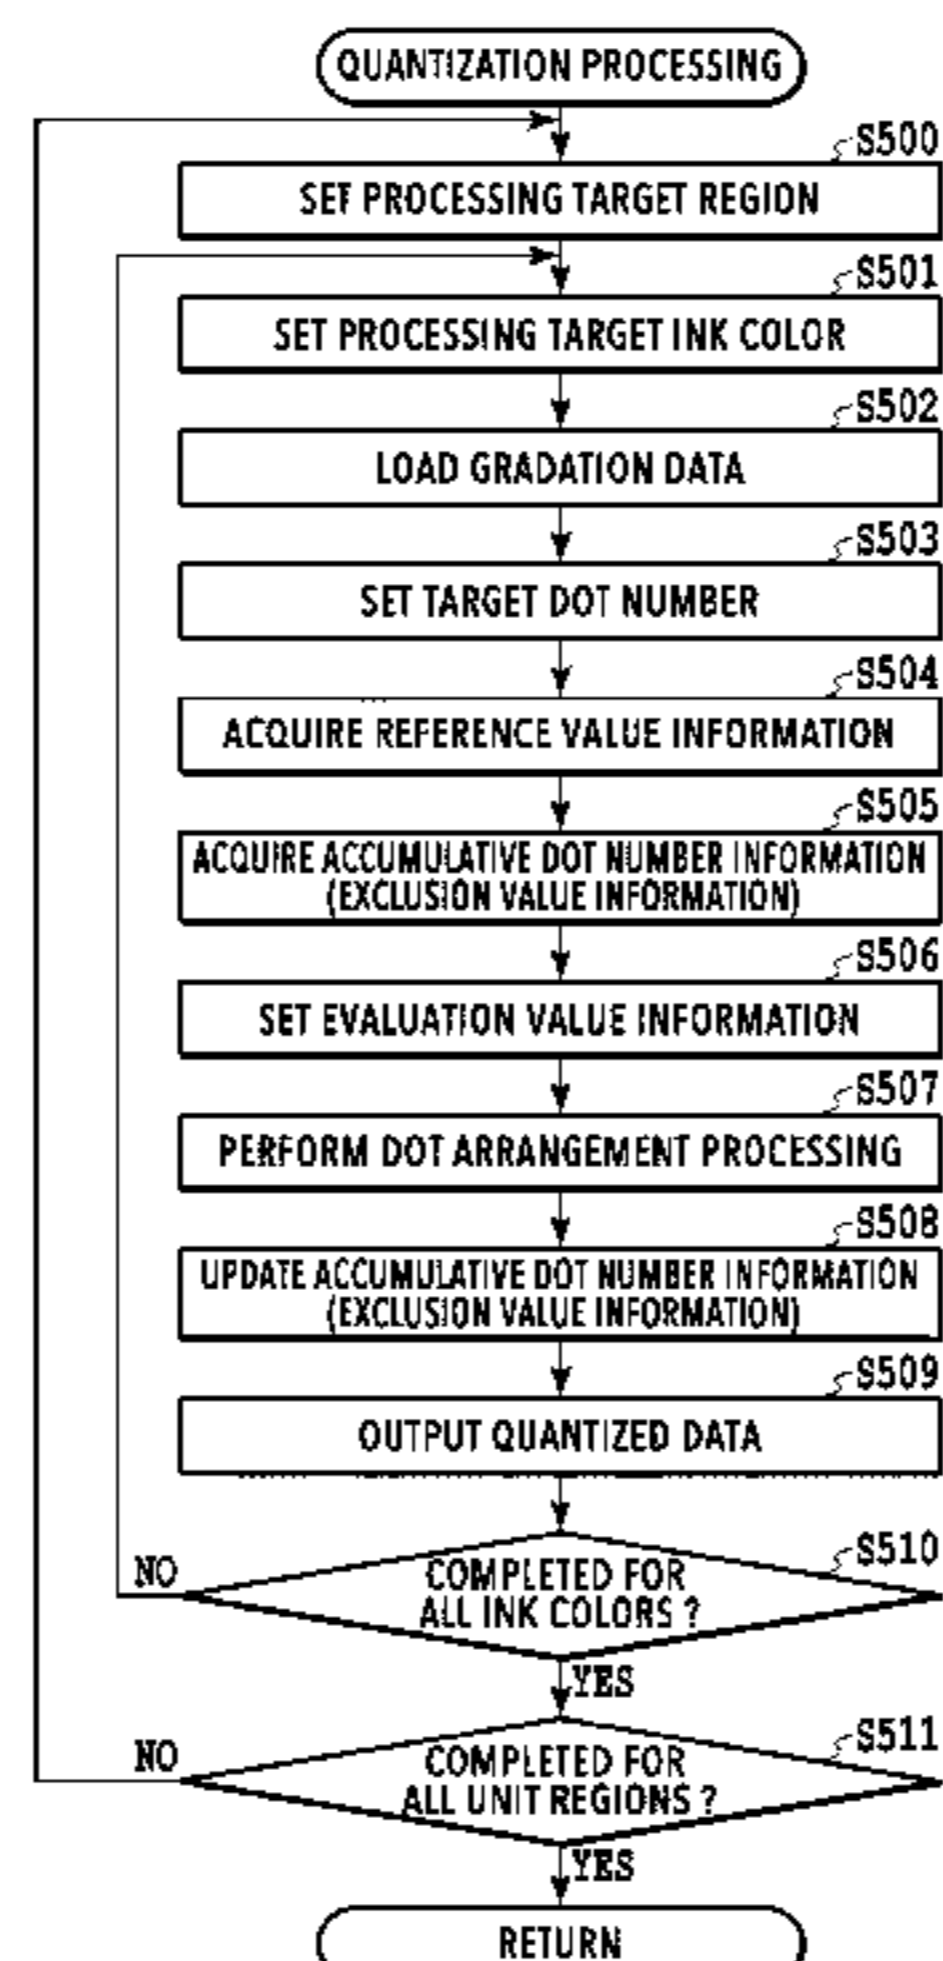 QUANTIZATION PROCESSING
S500
SET PROCESSING TARGET REGION
S501
SET PROCESSING TARGET INK COLOR
S502
LOAD GRADATION DATA
S503
SET TARGET DOT NUMBER
S504
ACQUIRE REFERENCE VALUE INFORMATION
S505
ACQUIRE ACCUMULATIVE DOT NUMBER INFORMATION
(EXCLUSION VALUE INFORMATION)
S506
SET EVALUATION VALUE INFORMATION
S507
PERFORM DOT ARRANGEMENT PROCESSING
S508
UPDATE ACCUMULATIVE DOT NUMBER INFORMATION
(EXCLUSION VALUE INFORMATION)
S509
OUTPUT QUANTIZED DATA
S510
NO
COMPLETED FOR
ALL INK COLORS ?
YES
S511
NO
COMPLETED FOR
ALL UNIT REGIONS ?
YES
RETURN